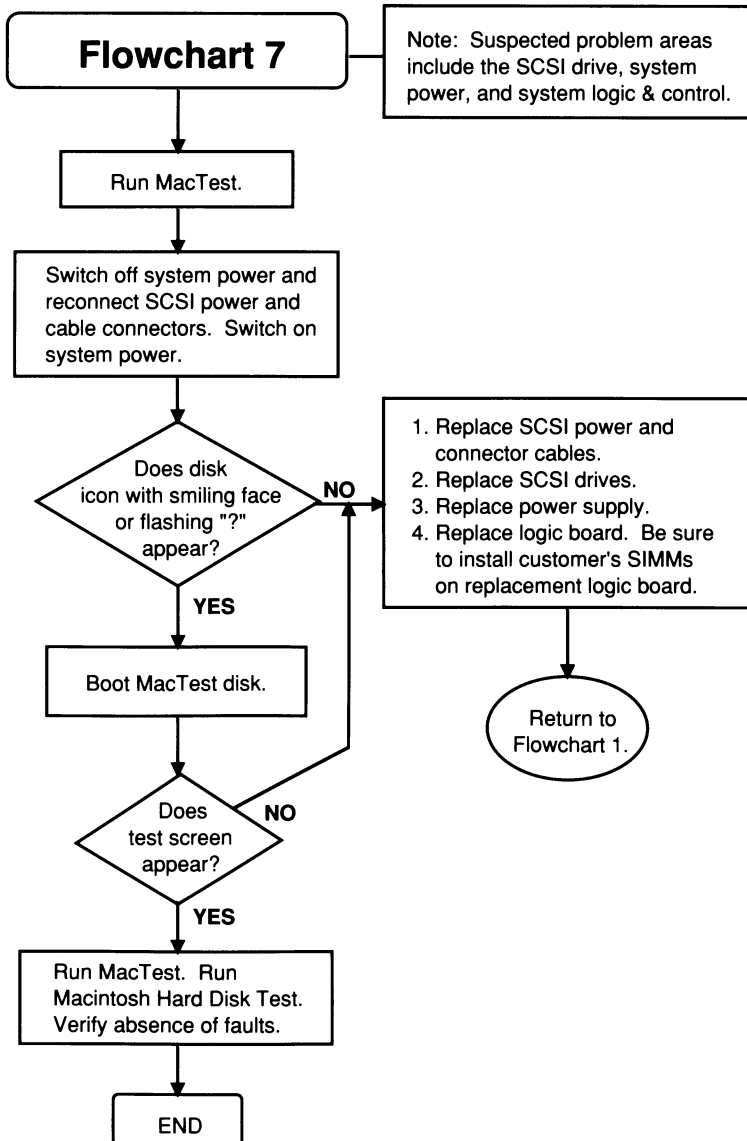 Flowchart 7
Note: Suspected problem areas
include the SCSI drive, system
power, and system logic & control.
Run MacTest.
Switch off system power and
reconnect SCSI power and
cable connectors. Switch on
system power.
Does disk
icon with smiling face
or flashing "?"
appear?
NO
YES
1. Replace SCSI power and
connector cables.
2. Replace SCSI drives.
3. Replace power supply.
4. Replace logic board. Be sure
to install customer's SIMMs
on replacement logic board.
Return to
Flowchart 1.
Boot MacTest disk.
Does
test screen
appear?
NO
YES
Run MacTest. Run
Macintosh Hard Disk Test.
Verify absence of faults.
END